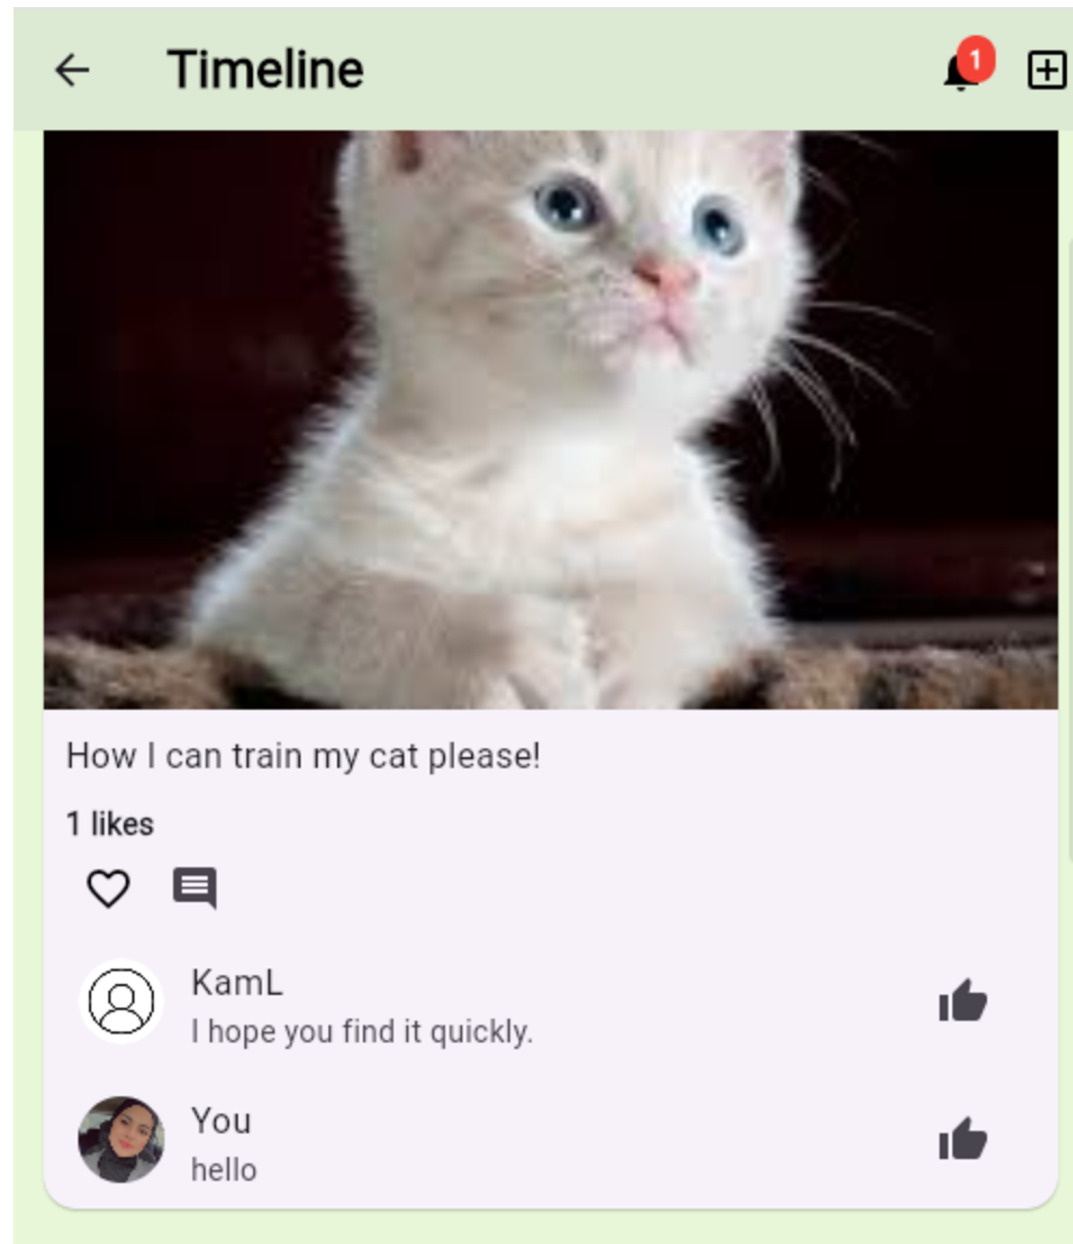 Timeline
1
How I can train my cat please!
1 likes
KamL
I hope you find it quickly.
You
hello